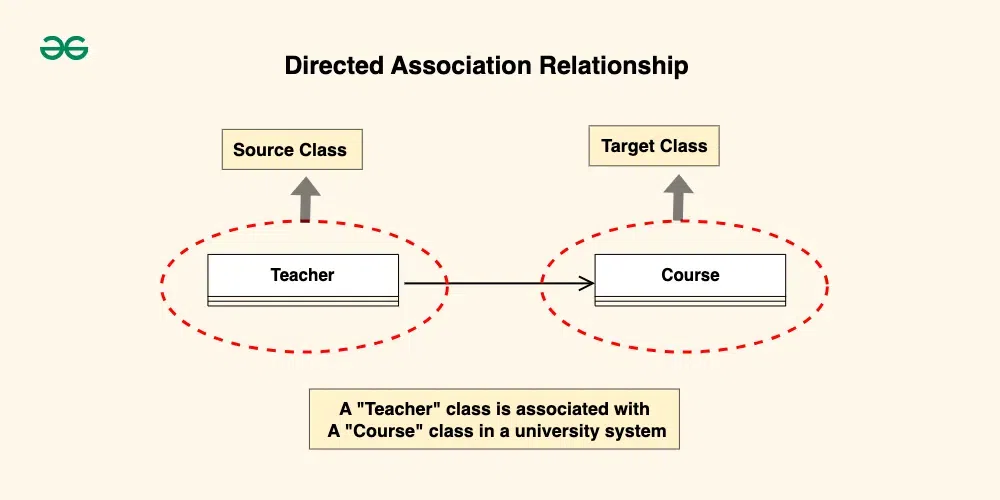 Directed Association Relationship
Source Class
Target Class
Teacher
Course
A "Teacher" class is associated with
A "Course" class in a university system